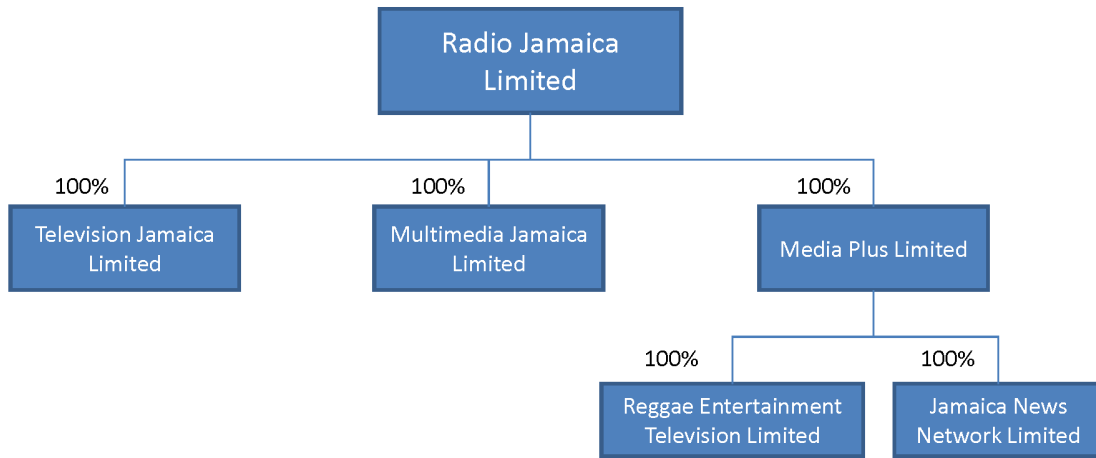 Radio Jamaica
Limited
100%
100%
100%
Television Jamaica
Limited
Multimedia Jamaica
Limited
Media Plus Limited
100%
100%
Reggae Entertainment
Television Limited
Jamaica News
Network Limited